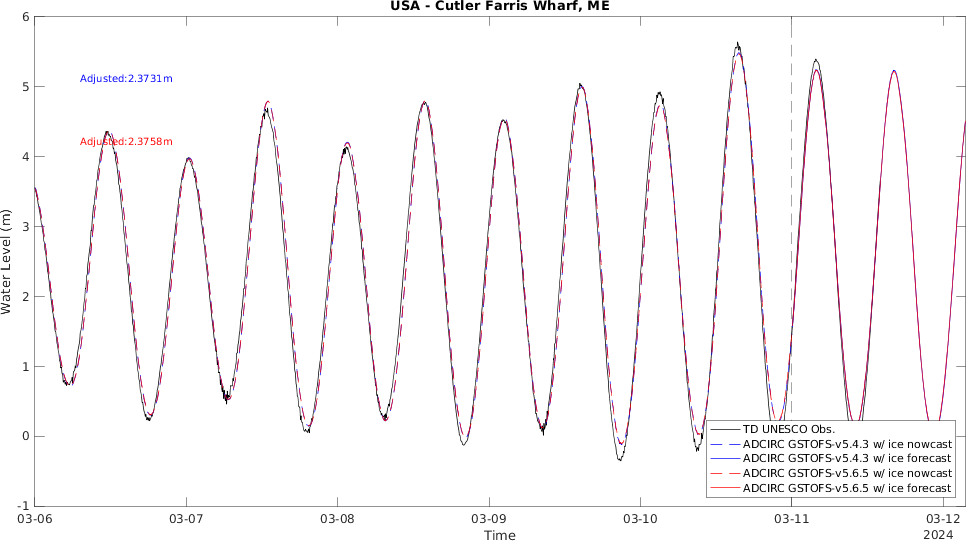 USA - Cutler Farris Wharf, ME
Water Level (m)
6
5
4
3
2
1
0
-1
Adjusted:2.3731m
Adjusted:2.3758m
TD UNESCO Obs.
ADCIRC GSTOFS-v5.4.3 w/ ice nowcast
ADCIRC GSTOFS-v5.4.3 w/ ice forecast
ADCIRC GSTOFS-v5.6.5 w/ ice nowcast
ADCIRC GSTOFS-v5.6.5 w/ ice forecast
03-06 03-07 03-08 03-09 03-10 03-11 03-12
Time
2024